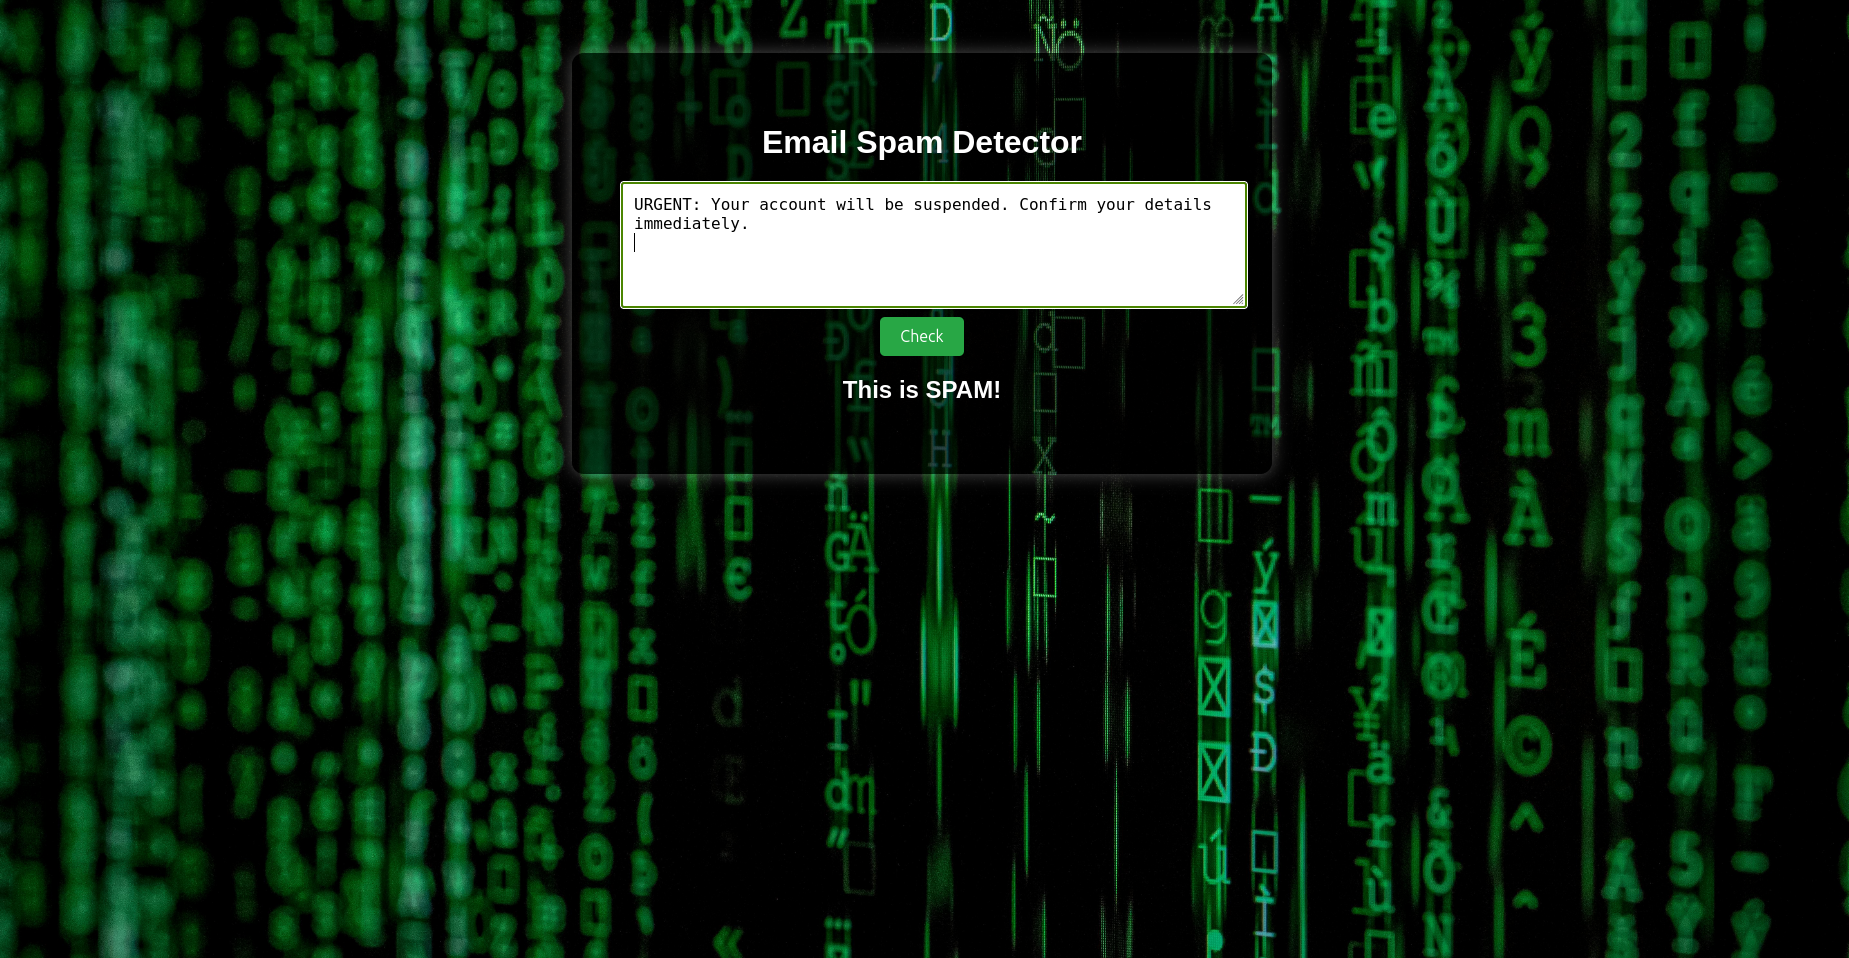 Email Spam Detector
URGENT: Your account will be suspended. Confirm your details
immediately.
Check
This is SPAM!